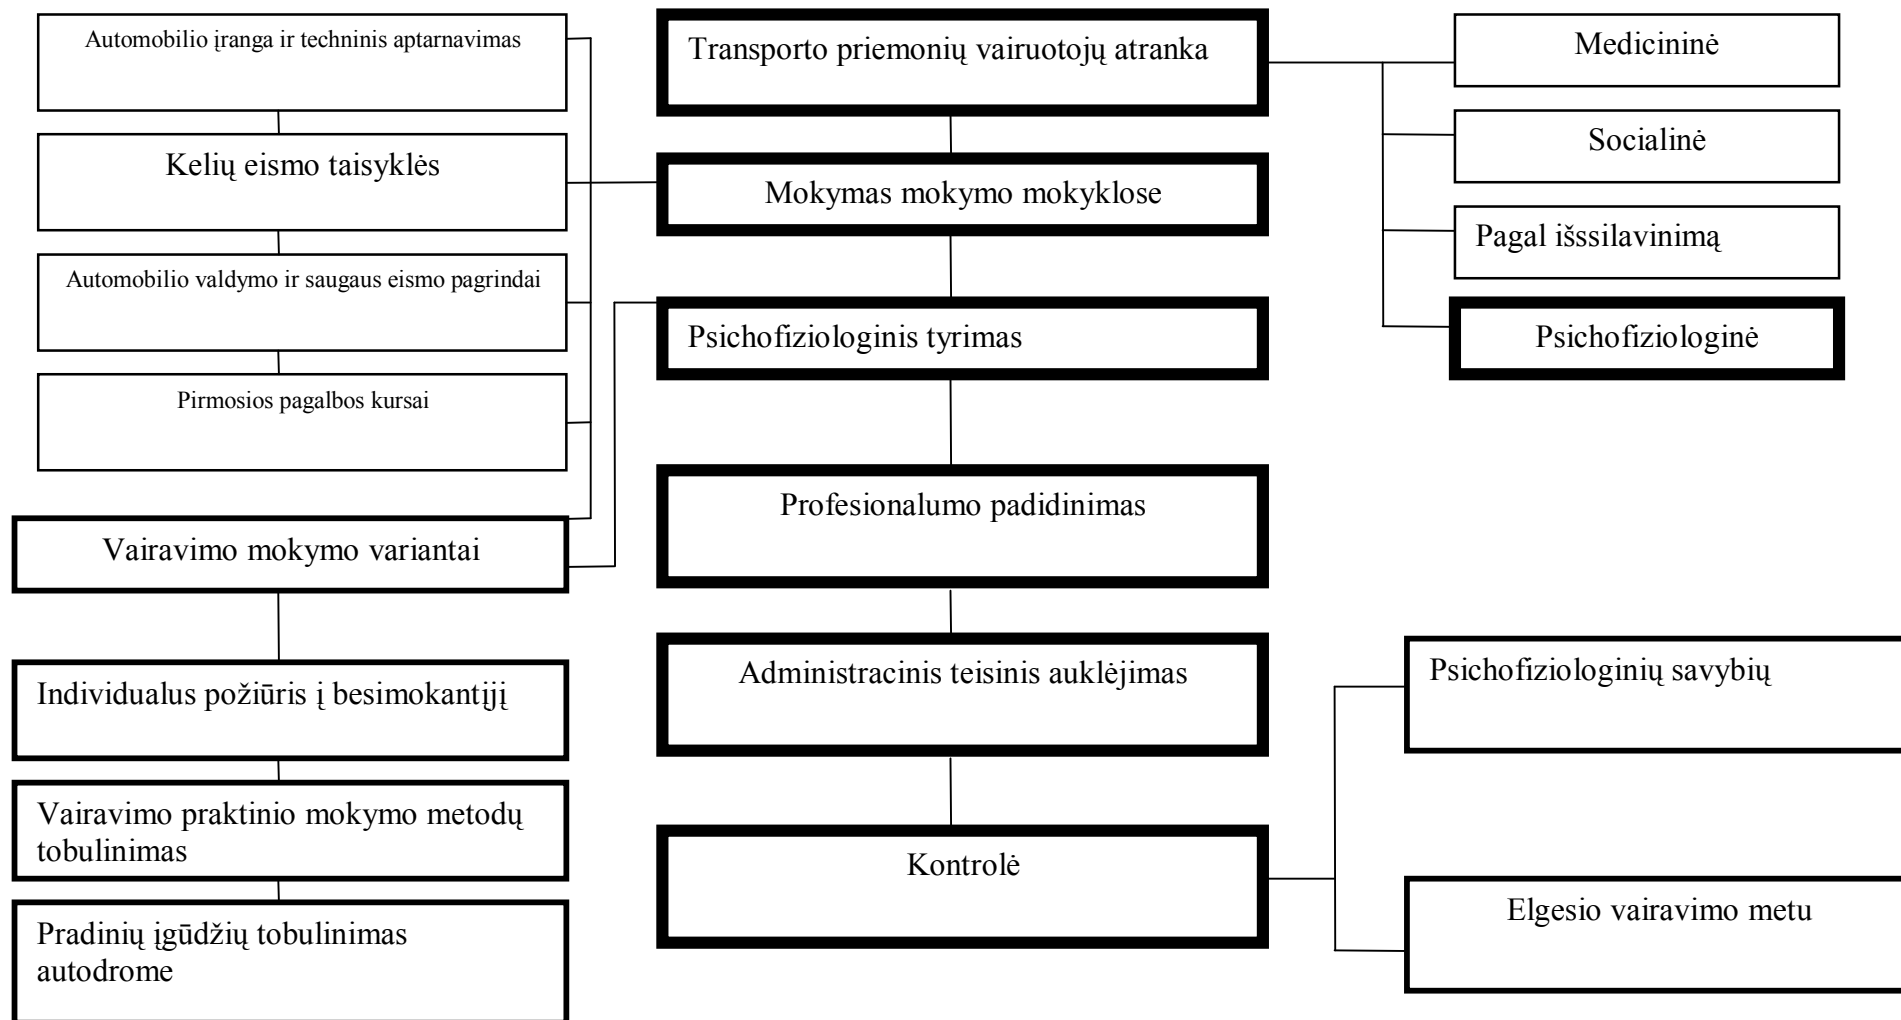 Automobilio įranga ir techninis aptarnavimas
Kelių eismo taisyklės
Automobilio valdymo ir saugaus eismo pagrindai
Pirmosios pagalbos kursai
Vairavimo mokymo variantai
Individualus požiūris į besimokantįjį
Vairavimo praktinio mokymo metodų
tobulinimas
Pradinių įgūdžių tobulinimas
autodrome
Transporto priemonių vairuotojų atranka
Mokymas mokymo mokyklose
Psichofiziologinis tyrimas
Profesionalumo padidinimas
Administracinis teisinis auklėjimas
Kontrolė
Medicininė
Socialinė
Pagal išssilavinimą
Psichofiziologinė
Psichofiziologinių savybių
Elgesio vairavimo metu